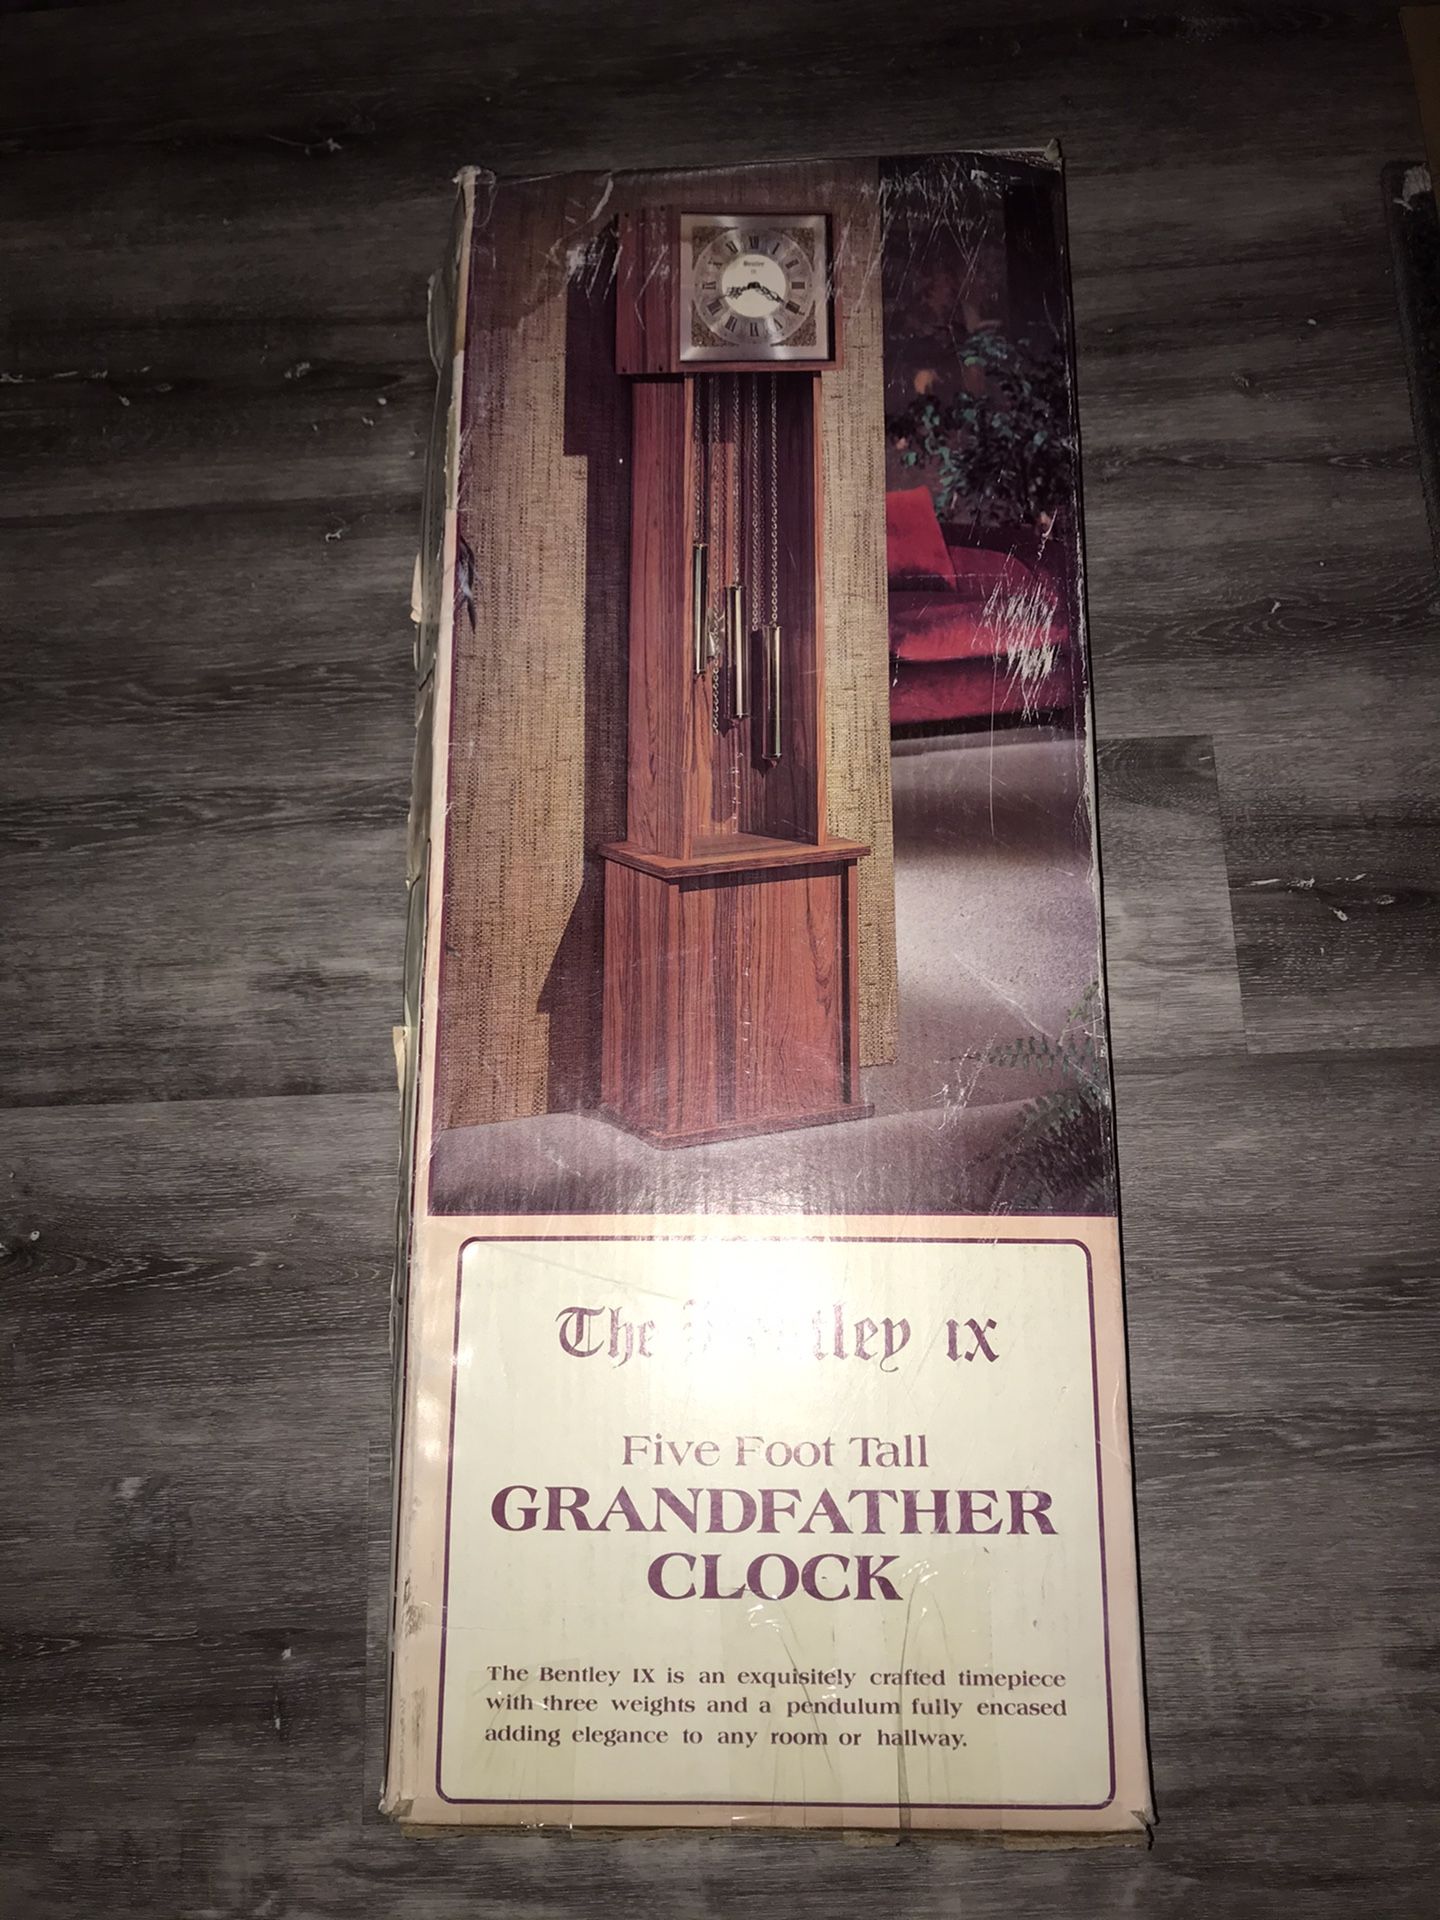 The Bentley IX
Five Foot Tall
GRANDFATHER
CLOCK
The Bentley IX is an exquisitely crafted timepiece
with three weights and a pendulum fully encased
adding elegance to any room or hallway.